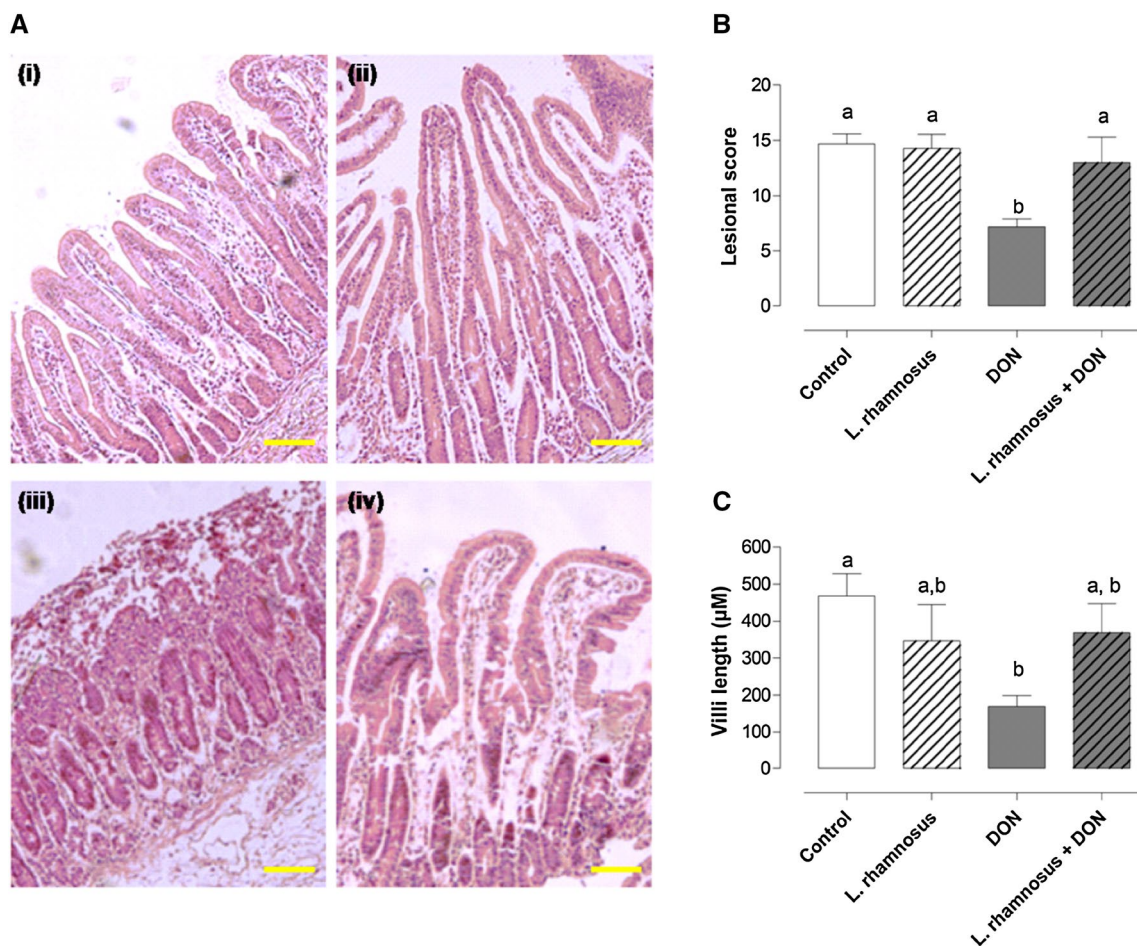 A
(i)
(ii)
(iii)
(iv)
B
Lesional score
20
15
10
5
0
a
a
b
a
Control
L. rhamnosus
DON
L. rhamnosus + DON
C
Villi length (µM)
600
500
400
300
200
100
0
a
a,b
b
a, b
Control
L. rhamnosus
DON
L. rhamnosus + DON